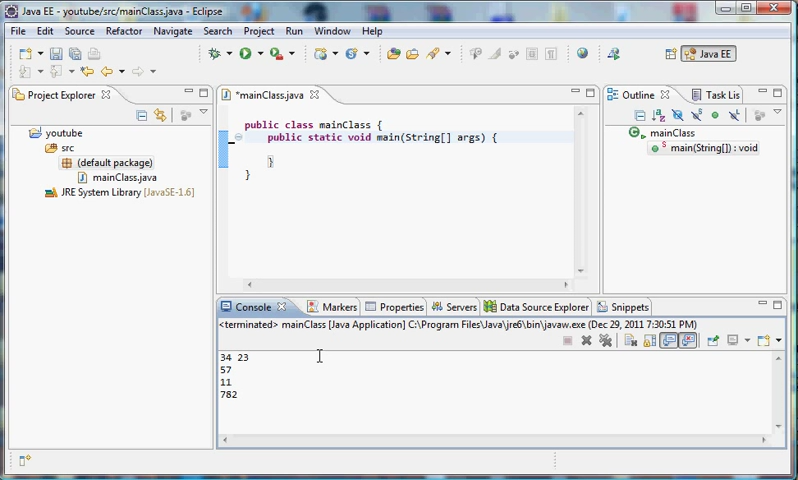 Java EE - youtube/src/mainClass.java - Eclipse
File Edit Source Refactor Navigate Search Project Run Window Help
Java EE
Project Explorer
*mainClass.java
Outline
Task Lis
youtube
src
(default package)
mainClass.java
JRE System Library [JavaSE-1.6]
public class mainClass {
public static void main(String[] args) {
}
}
mainClass
main(String[]) : void
Console Markers Properties Servers Data Source Explorer Snippets
<terminated> mainClass [Java Application] C:\Program Files\Java\jre6\bin\javaw.exe (Dec 29, 2011 7:30:51 PM)
34 23
57
11
782